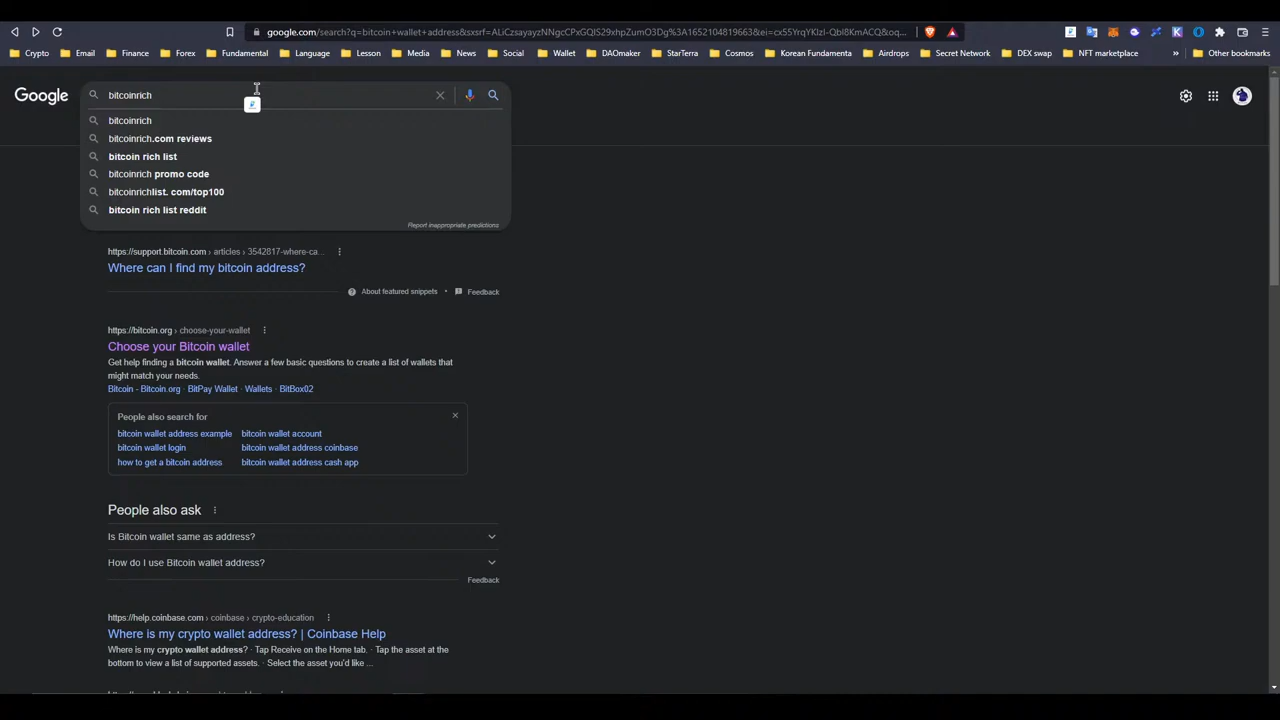 google.com/search?q=bitcoin+wallet+address&sxsrf=ALiCzsayayzNNgcCPxGQIS29xhpZumO3Dg%3A1652104819663&ei=cx55YrqYKIzI-QbI8KmACQ&oq...
Crypto Email Finance Forex Fundamental Language Lesson Media News Social Wallet DAOmaker StarTerra Cosmos Korean Fundamenta Airdrops Secret Network DEX swap NFT marketplace » Other bookmarks
Google
bitcoinrich
bitcoinrich
bitcoinrich.com reviews
bitcoin rich list
bitcoinrich promo code
bitcoinrichlist. com/top100
bitcoin rich list reddit
Report inappropriate predictions
https://support.bitcoin.com › articles › 3542817-where-ca...
Where can I find my bitcoin address?
About featured snippets • Feedback
https://bitcoin.org › choose-your-wallet
Choose your Bitcoin wallet
Get help finding a bitcoin wallet. Answer a few basic questions to create a list of wallets that
might match your needs.
Bitcoin - Bitcoin.org · BitPay Wallet · Wallets · BitBox02
People also search for
bitcoin wallet address example bitcoin wallet account
bitcoin wallet login bitcoin wallet address coinbase
how to get a bitcoin address bitcoin wallet address cash app
People also ask
Is Bitcoin wallet same as address?
How do I use Bitcoin wallet address?
Feedback
https://help.coinbase.com › coinbase › crypto-education
Where is my crypto wallet address? | Coinbase Help
Where is my crypto wallet address? · Tap Receive on the Home tab. · Tap the asset at the
bottom to view a list of supported assets. · Select the asset you'd like ...